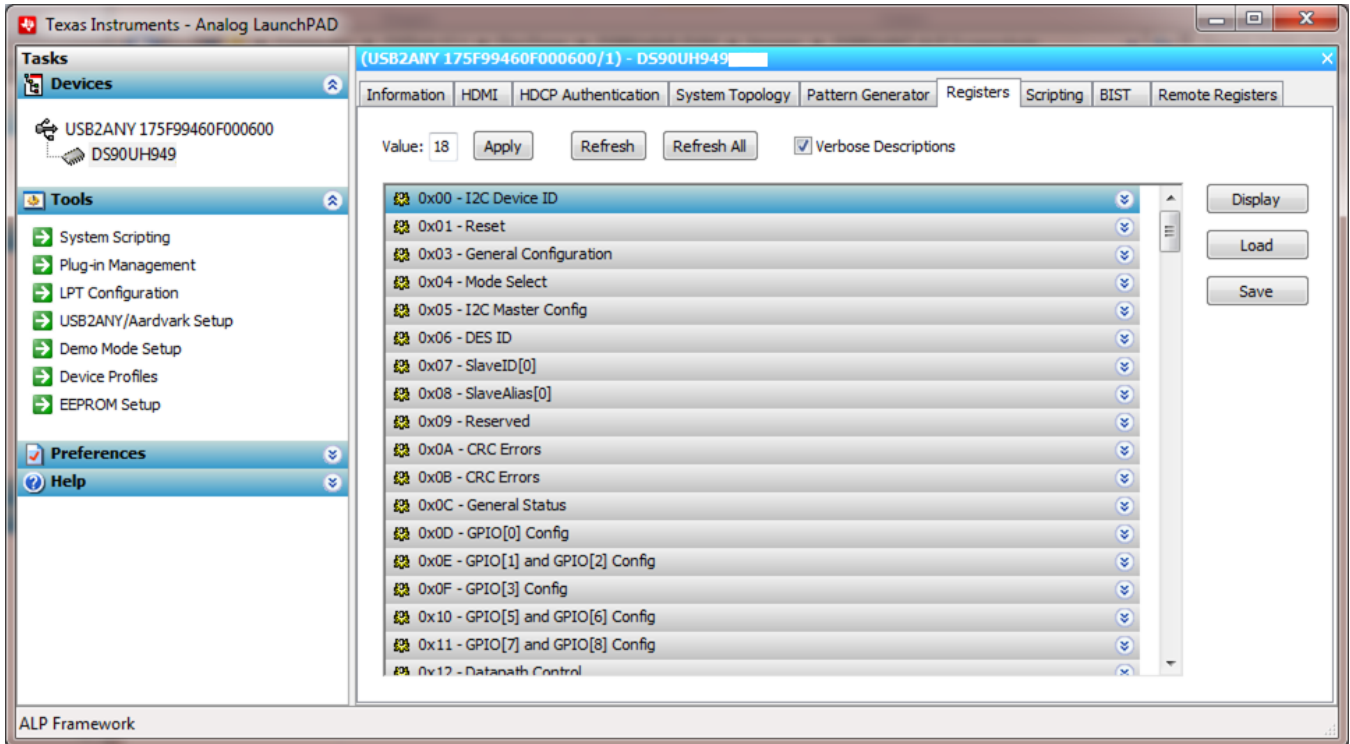 Texas Instruments - Analog LaunchPAD
Tasks
Devices
USB2ANY 175F99460F000600
DS90UH949
Tools
System Scripting
Plug-in Management
LPT Configuration
USB2ANY/Aardvark Setup
Demo Mode Setup
Device Profiles
EEPROM Setup
Preferences
Help
(USB2ANY 175F99460F000600/1) - DS90UH949
Information HDMI HDCP Authentication System Topology Pattern Generator Registers Scripting BIST Remote Registers
Value: 18 Apply Refresh Refresh All Verbose Descriptions
0x00 - I2C Device ID
0x01 - Reset
0x03 - General Configuration
0x04 - Mode Select
0x05 - I2C Master Config
0x06 - DES ID
0x07 - SlaveID[0]
0x08 - SlaveAlias[0]
0x09 - Reserved
0x0A - CRC Errors
0x0B - CRC Errors
0x0C - General Status
0x0D - GPIO[0] Config
0x0E - GPIO[1] and GPIO[2] Config
0x0F - GPIO[3] Config
0x10 - GPIO[5] and GPIO[6] Config
0x11 - GPIO[7] and GPIO[8] Config
0x12 - Datapath Control
Display
Load
Save
ALP Framework